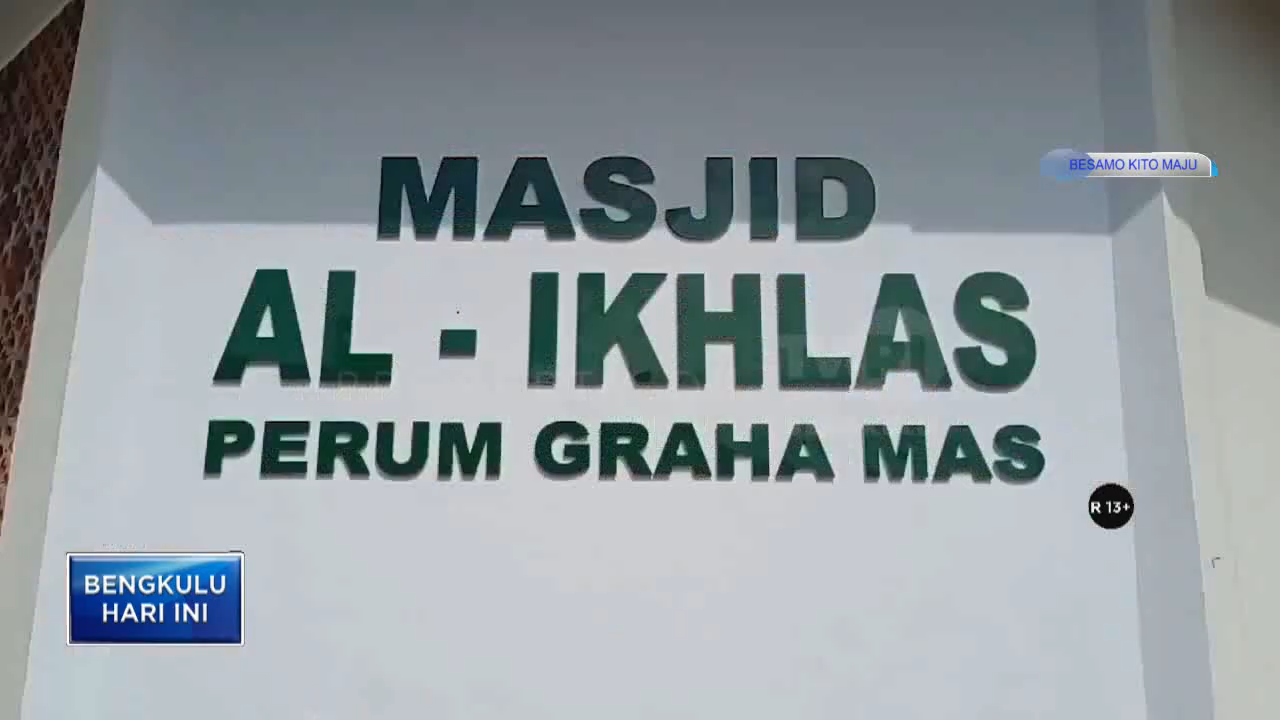 MASJID
BESAMO KITO MAJU
AL - IKHLAS
PERUM GRAHA MAS
R 13+
BENGKULU
HARI INI